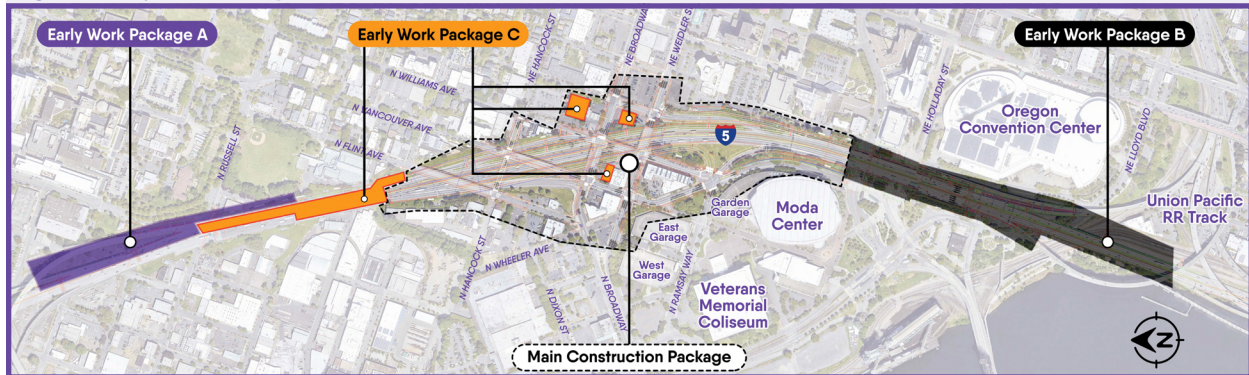 Early Work Package A
Early Work Package C
Early Work Package B
NE HANCOCK ST
NE BROADWAY
NE WEIDLER ST
N WILLIAMS AVE
N VANCOUVER AVE
N FLINT AVE
N RUSSELL ST
5
NE HOLLADAY ST
Oregon
Convention Center
NE LLOYD BLVD
Union Pacific
RR Track
Garden
Garage
Moda
Center
East
Garage
West
Garage
N RAMSAY WAY
Veterans
Memorial
Coliseum
N HANCOCK ST
N WHEELER AVE
N DIXON ST
N BROADWAY
Main Construction Package
Z